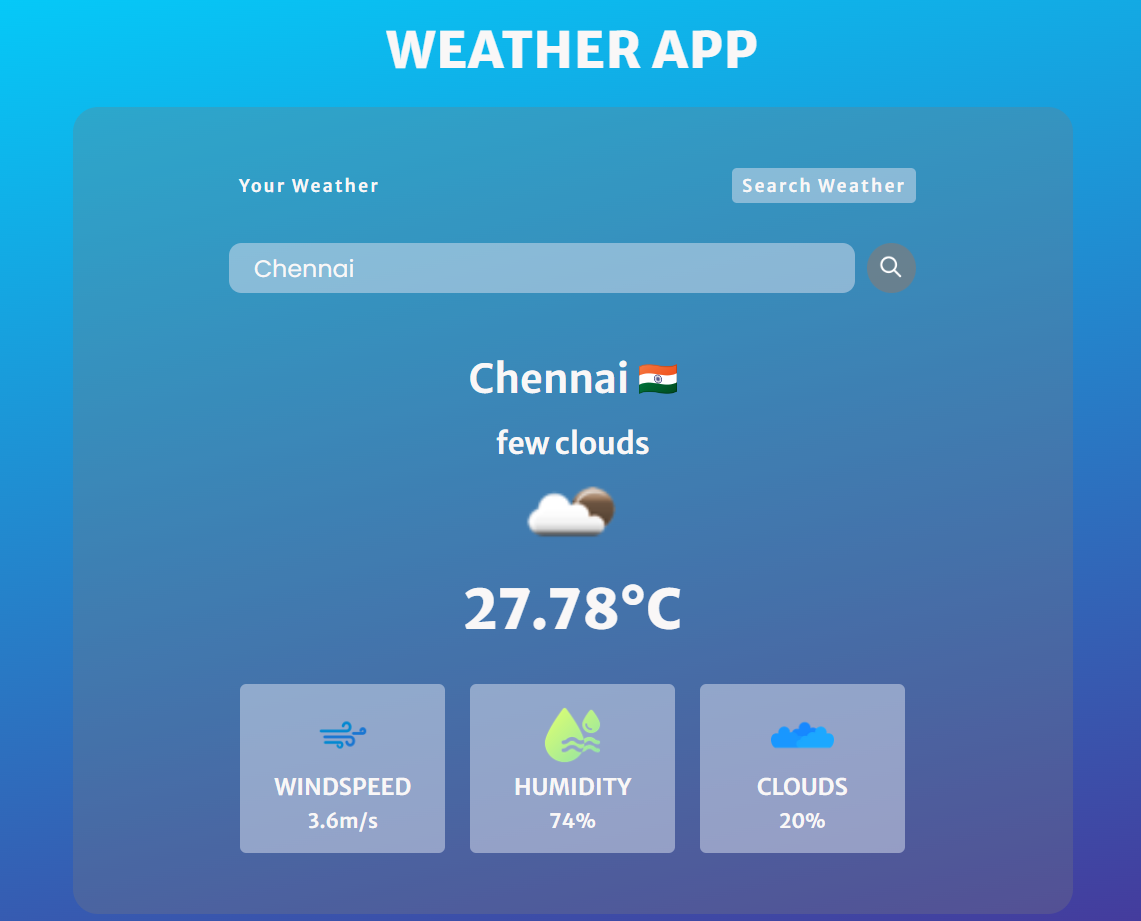 WEATHER APP
Your Weather
Search Weather
Chennai
Chennai
few clouds
27.78°C
WINDSPEED
3.6m/s
HUMIDITY
74%
CLOUDS
20%